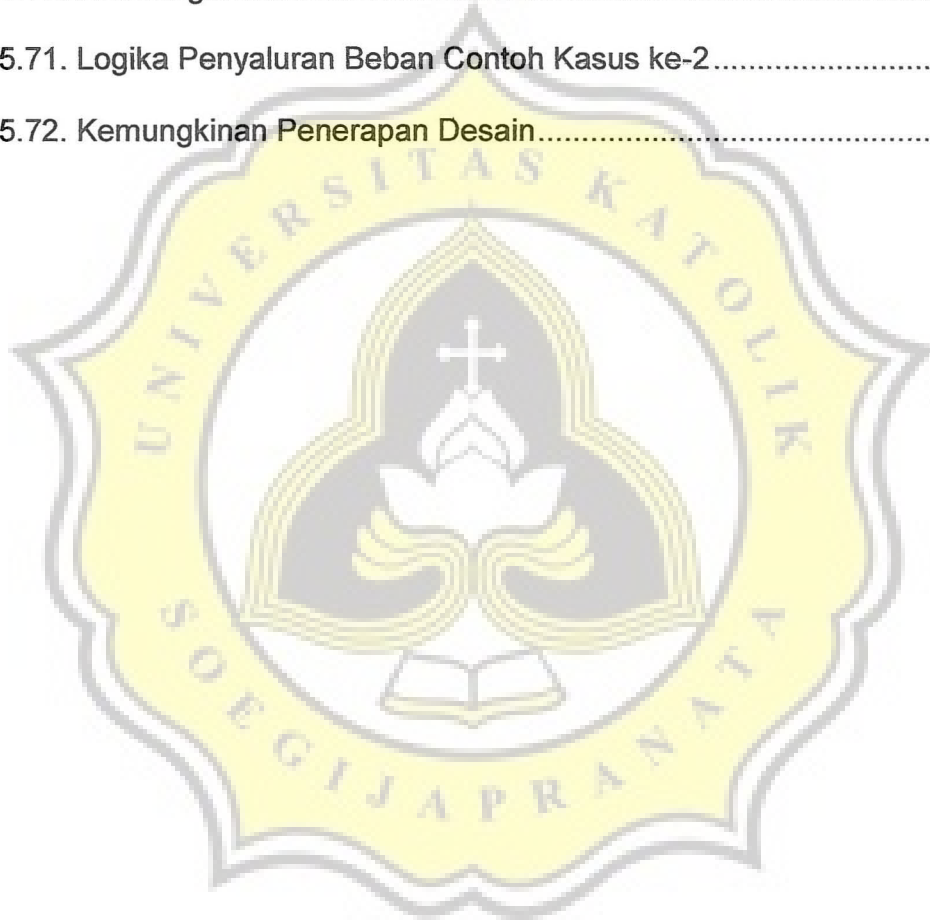 5.71. Logika Penyaluran Beban Contoh Kasus ke-2..........................
5.72. Kemungkinan Penerapan Desain..............................................
UNIVERSITAS KATOLIK
SOEGIJAPRANATA